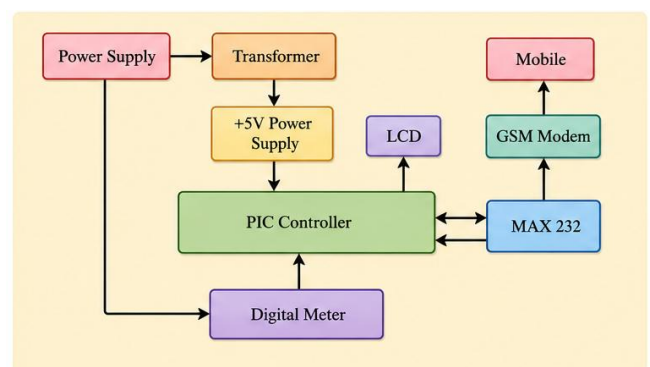 Power Supply
Transformer
Mobile
+5V Power
Supply
LCD
GSM Modem
PIC Controller
MAX 232
Digital Meter